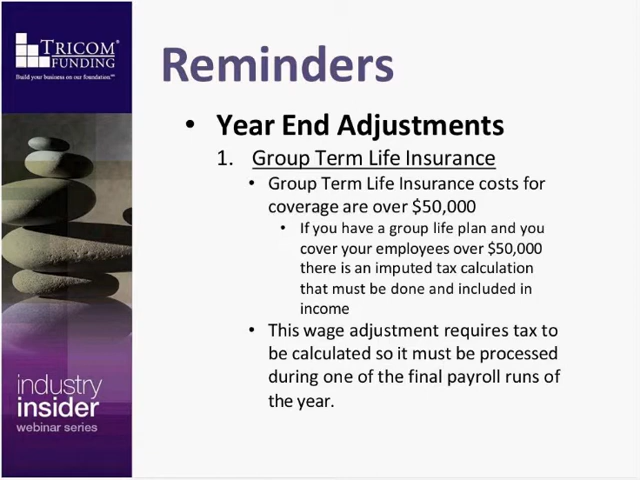 TRICOM®
FUNDING
Build your business on our foundation.℠
Reminders
• Year End Adjustments
1. Group Term Life Insurance
• Group Term Life Insurance costs for
coverage are over $50,000
• If you have a group life plan and you
cover your employees over $50,000
there is an imputed tax calculation
that must be done and included in
income
• This wage adjustment requires tax to
be calculated so it must be processed
during one of the final payroll runs of
the year.
industry
insider
webinar series